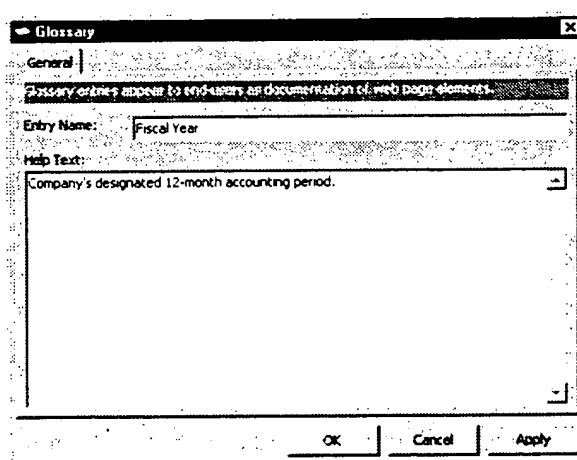 Glossary
General
Glossary entries appear to end-users as documentation of web page elements.
Entry Name: Fiscal Year
Help Text:
Company's designated 12-month accounting period.
OK Cancel Apply